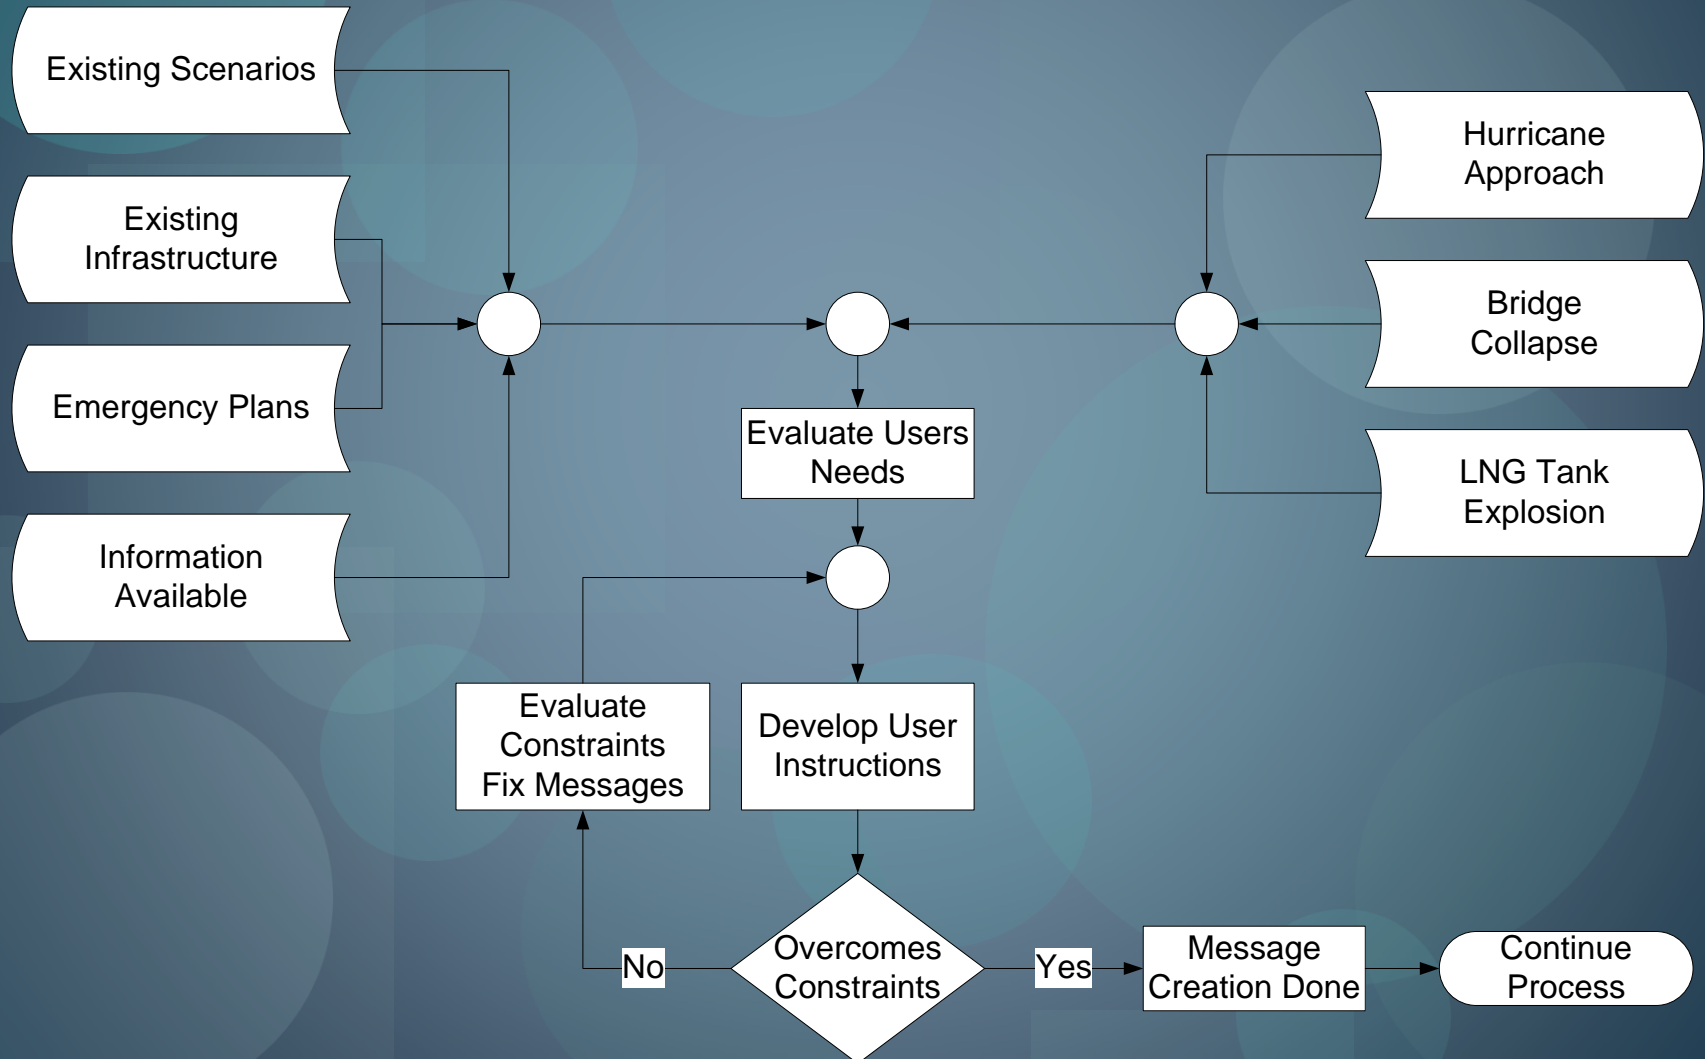 Existing Scenarios
Existing
Infrastructure
Emergency Plans
Information
Available
Hurricane
Approach
Bridge
Collapse
LNG Tank
Explosion
Evaluate Users
Needs
Evaluate
Constraints
Fix Messages
Develop User
Instructions
Overcomes
Constraints
No
Yes
Message
Creation Done
Continue
Process